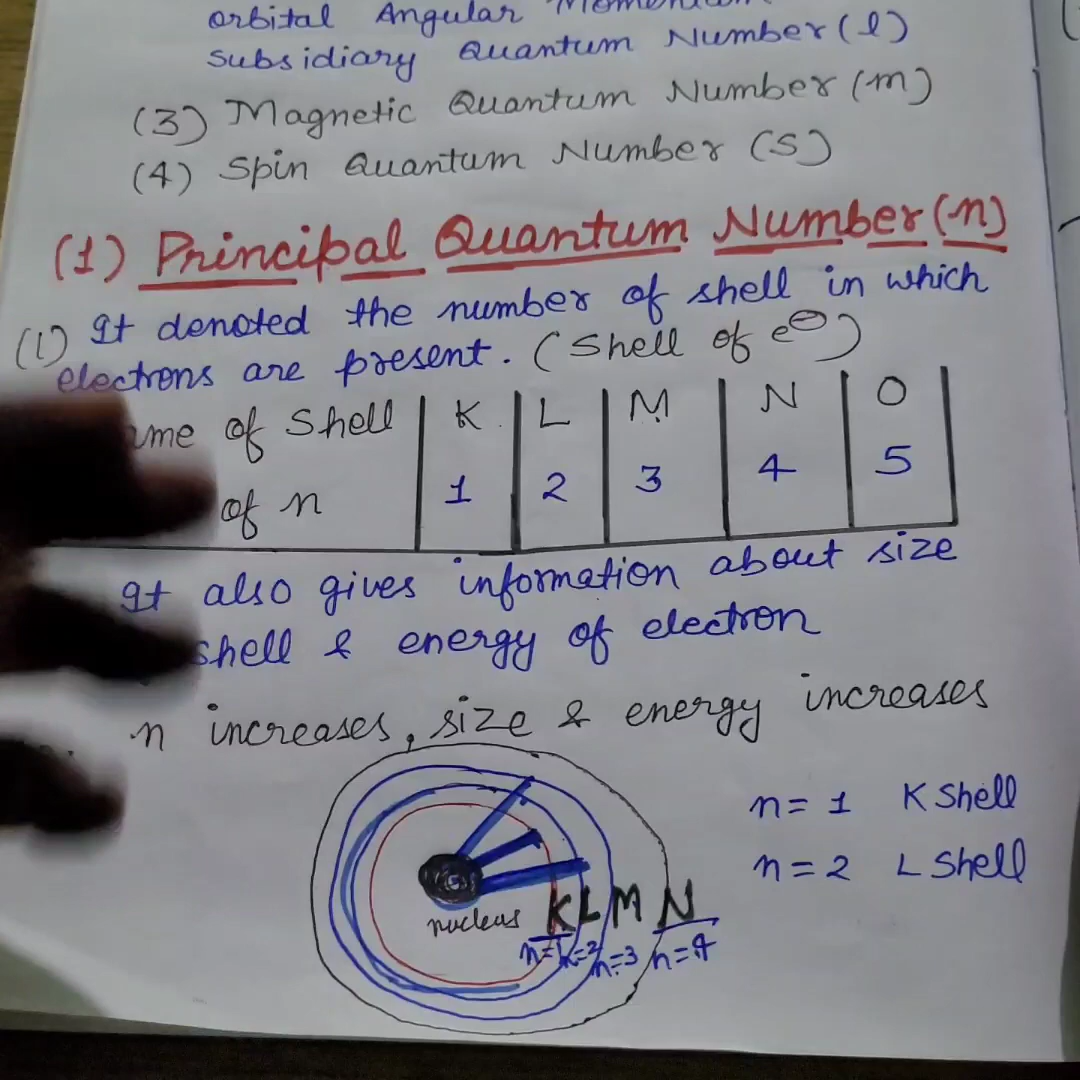 orbital Angular Momentum
Subsidiary Quantum Number (l)
(3) Magnetic Quantum Number (m)
(4) Spin Quantum Number (S)
(1) Principal Quantum Number (n)
(1) It denoted the number of shell in which
electrons are present. (Shell of e⊖)
ame of Shell K L M N O
of n 1 2 3 4 5
It also gives information about size
shell & energy of electron
n increases, size & energy increases
n = 1 K Shell
n = 2 L Shell
nucleus K L M N
n=3 n=4